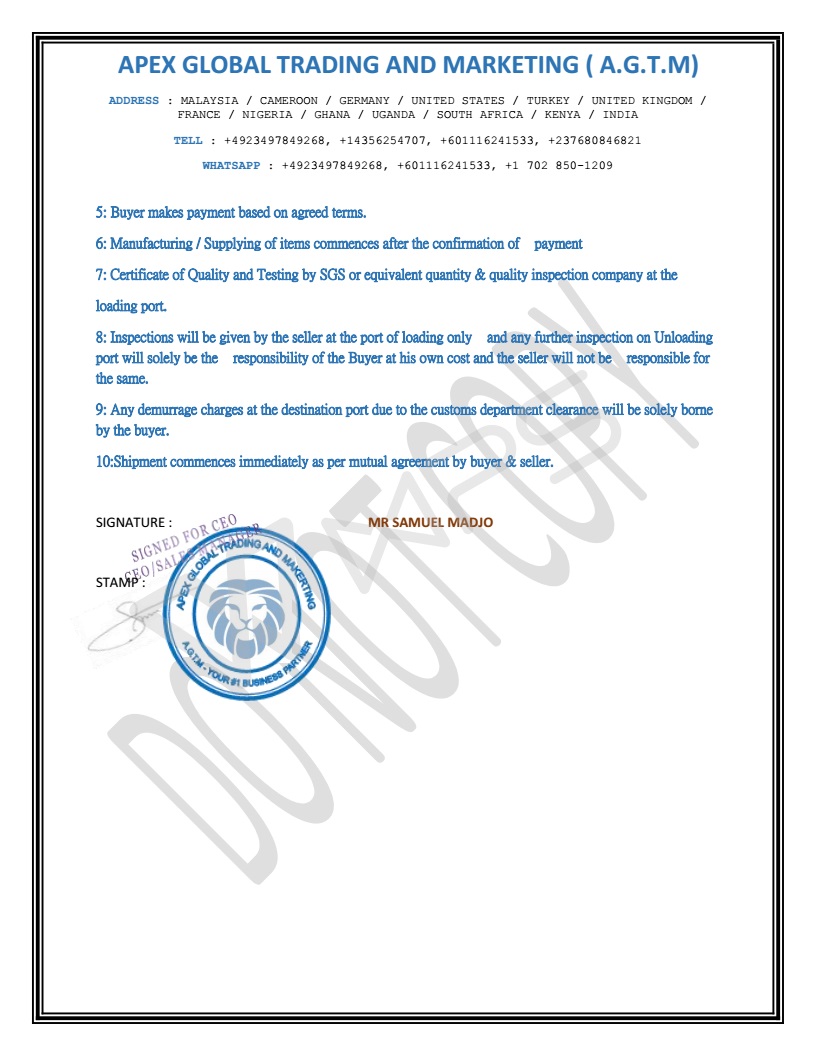 APEX GLOBAL TRADING AND MARKETING ( A.G.T.M)
ADDRESS : MALAYSIA / CAMEROON / GERMANY / UNITED STATES / TURKEY / UNITED KINGDOM /
FRANCE / NIGERIA / GHANA / UGANDA / SOUTH AFRICA / KENYA / INDIA
TELL : +4923497849268, +14356254707, +601116241533, +237680846821
WHATSAPP : +4923497849268, +601116241533, +1 702 850-1209
5: Buyer makes payment based on agreed terms.
6: Manufacturing / Supplying of items commences after the confirmation of payment
7: Certificate of Quality and Testing by SGS or equivalent quantity & quality inspection company at the
loading port.
8: Inspections will be given by the seller at the port of loading only and any further inspection on Unloading
port will solely be the responsibility of the Buyer at his own cost and the seller will not be responsible for
the same.
9: Any demurrage charges at the destination port due to the customs department clearance will be solely borne
by the buyer.
10:Shipment commences immediately as per mutual agreement by buyer & seller.
SIGNATURE : MR SAMUEL MADJO
SIGNED FOR CEO
CEO/SALES MANAGER
STAMP :
APEX GLOBAL TRADING AND MAKERTING
A.G.T.M - YOUR #1 BUSINESS PARTNER
DO NOT COPY